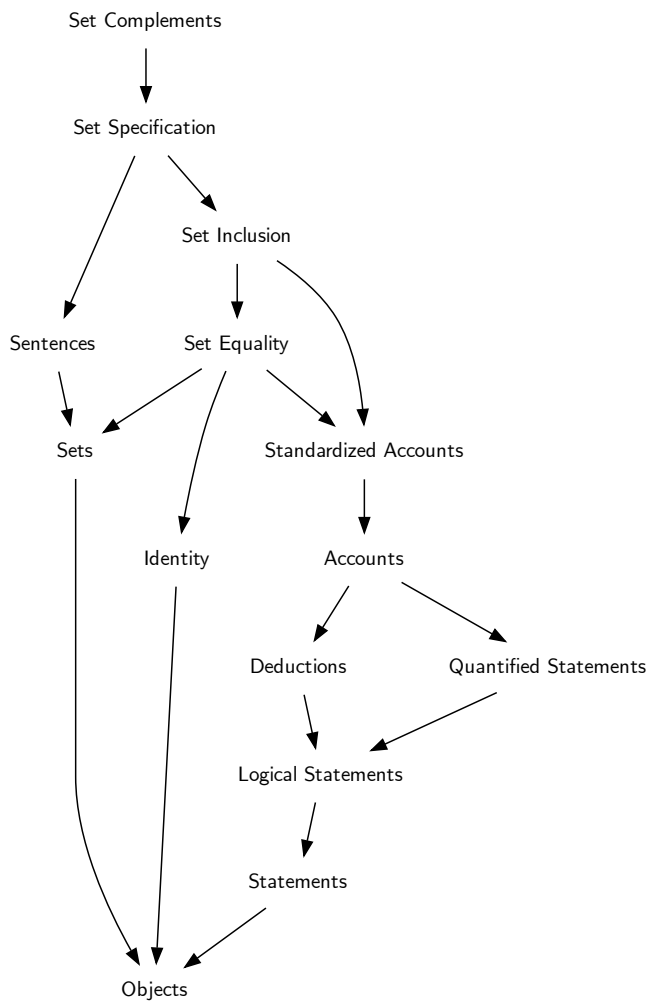 Set Complements
Set Specification
Set Inclusion
Sentences
Set Equality
Sets
Standardized Accounts
Identity
Accounts
Deductions
Quantified Statements
Logical Statements
Statements
Objects